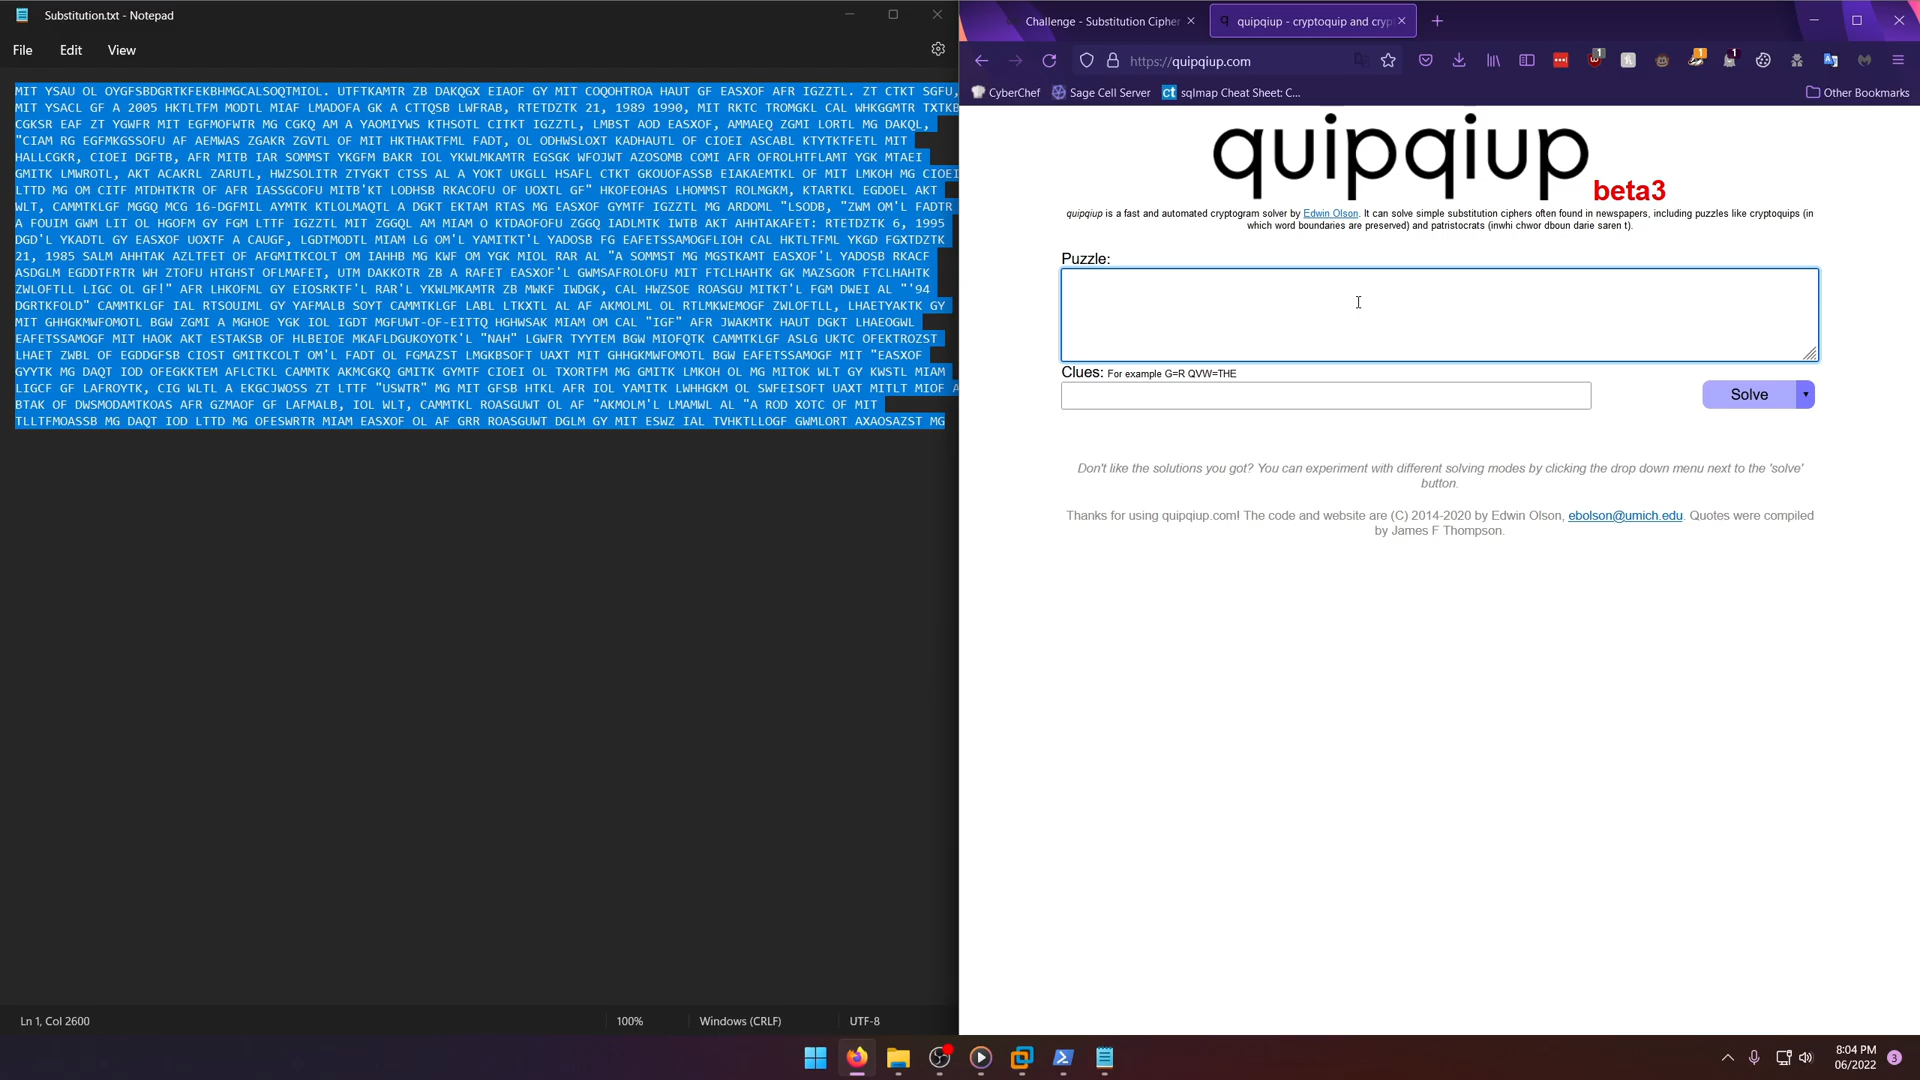 Substitution.txt - Notepad
File Edit View
MIT YSAU OL OYGFSBDGRTKFEKBHMGCALSOQTMIOL. UTFTKAMTR ZB DAKQGX EIAOF GY MIT COQOHTROA HAUT GF EASXOF AFR IGZZTL. ZT CTKT SGFU,
MIT YSACL GF A 2005 HKTLTFM MODTL MIAF LMADOFA GK A CTTQSB LWFRAB, RTETDZTK 21, 1989 1990, MIT RKTC TROMGKL CAL WHKGGMTR TXTKB
CGKSR EAF ZT YGWFR MIT EGFMOFWTR MG CGKQ AM A YAOMIYWS KTHSOTL CITKT IGZZTL, LMBST AOD EASXOF, AMMAEQ ZGMI LORTL MG DAKQL,
"CIAM RG EGFMKGSSOFU AF AEMWAS ZGAKR ZGVTL OF MIT HKTHAKTFML FADT, OL ODHWSLOXT KADHAUTL OF CIOEI ASCABL KTYTKTFETL MIT
HALLCGKR, CIOEI DGFTB, AFR MITB IAR SOMMST YKGFM BAKR IOL YKWLMKAMTR EGSGK WFOJWT AZOSOMB COMI AFR OFROLHTFLAMT YGK MTAEI
GMITK LMWROTL, AKT ACAKRL ZARUTL, HWZSOLITR ZTYGKT CTSS AL A YOKT UKGLL HSAFL CTKT GKOUOFASSB EIAKAEMTKL OF MIT LMKOH MG CIOEI
LTTD MG OM CITF MTDHTKTR OF AFR IASSGCOFU MITB'KT LODHSB RKACOFU OF UOXTL GF" HKOFEOHAS LHOMMST ROLMGKM, KTARTKL EGDOEL AKT
WLT, CAMMTKLGF MGGQ MCG 16-DGFMIL AYMTK KTLOLMAQTL A DGKT EKTAM RTAS MG EASXOF GYMTF IGZZTL MG ARDOML "LSODB, "ZWM OM'L FADTR
A FOUIM GWM LIT OL HGOFM GY FGM LTTF IGZZTL MIT ZGGQL AM MIAM O KTDAOFOFU ZGGQ IADLMTK IWTB AKT AHHTAKAFET: RTETDZTK 6, 1995
DGD'L YKADTL GY EASXOF UOXTF A CAUGF, LGDTMODTL MIAM LG OM'L YAMITKT'L YADOSB FG EAFETSSAMOGFLIOH CAL HKTLTFML YKGD FGXTDZTK
21, 1985 SALM AHHTAK AZLTFET OF AFGMITKCOLT OM IAHHB MG KWF OM YGK MIOL RAR AL "A SOMMST MG MGSTKAMT EASXOF'L YADOSB RKACF
ASDGLM EGDDTFRTR WH ZTOFU HTGHST OFLMAFET, UTM DAKKOTR ZB A RAFET EASXOF'L GWMSAFROLOFU MIT FTCLHAHTK GK MAZSGOR FTCLHAHTK
ZWLOFTLL LIGC OL GF!" AFR LHKOFML GY EIOSRKTF'L RAR'L YKWLMKAMTR ZB MWKF IWDGK, CAL HWZSOE ROASGU MITKT'L FGM DWEI AL "'94
DGRTKFOLD" CAMMTKLGF IAL RTSOUIML GY YAFMALB SOYT CAMMTKLGF LABL LTKXTL AL AF AKMOLML OL RTLMKWEMOGF ZWLOFTLL, LHAETYAKTK GY
MIT GHHGKMWFOMOTL BGW ZGMI A MGHOE YGK IOL IGDT MGFUWT-OF-EITTQ HGHWSAK MIAM OM CAL "IGF" AFR JWAKMTK HAUT DGKT LHAEOGWL
EAFETSSAMOGF MIT HAOK AKT ESTAKSB OF HLBEIOE MKAFLDGUKOYOTK'L "NAH" LGWFR TYYTEM BGW MIOFQTK CAMMTKLGF ASLG UKTC OFEKTROZST
LHAET ZWBL OF EGDDGFSB CIOST GMITKCOLT OM'L FADT OL FGMAZST LMGKBSOFT UAXT MIT GHHGKMWFOMOTL BGW EAFETSSAMOGF MIT "EASXOF
GYYTK MG DAQT IOD OFEGKKTEM AFLCTKL CAMMTK AKMCGKQ GMITK GYMTF CIOEI OL TXORTFM MG GMITK LMKOH OL MG MITOK WLT GY KWSTL MIAM
LIGCF GF LAFROYTK, CIG WLTL A EKGCJWOSS ZT LTTF "USWTR" MG MIT GFSB HTKL AFR IOL YAMITK LWHHGKM OL SWFEISOFT UAXT MITLT MIOF A
BTAK OF DWSMODAMTKOAS AFR GZMAOF GF LAFMALB, IOL WLT, CAMMTKL ROASGUWT OL AF "AKMOLM'L LMAMWL AL "A ROD XOTC OF MIT
TLLTFMOASSB MG DAQT IOD LTTD MG OFESWRTR MIAM EASXOF OL AF GRR ROASGUWT DGLM GY MIT ESWZ IAL TVHKTLLOGF GWMLORT AXAOSAZST MG
Ln 1, Col 2600 100% Windows (CRLF) UTF-8
Challenge - Substitution Cipher
quipqiup - cryptoquip and cryp
https://quipqiup.com
CyberChef Sage Cell Server sqlmap Cheat Sheet: C... Other Bookmarks
quipqiup
beta3
quipqiup is a fast and automated cryptogram solver by Edwin Olson. It can solve simple substitution ciphers often found in newspapers, including puzzles like cryptoquips (in
which word boundaries are preserved) and patristocrats (inwhi chwor dboun darie saren t).
Puzzle:
Clues: For example G=R QVW=THE
Solve
Don't like the solutions you got? You can experiment with different solving modes by clicking the drop down menu next to the 'solve'
button.
Thanks for using quipqiup.com! The code and website are (C) 2014-2020 by Edwin Olson, ebolson@umich.edu. Quotes were compiled
by James F Thompson.
8:04 PM
06/2022
3